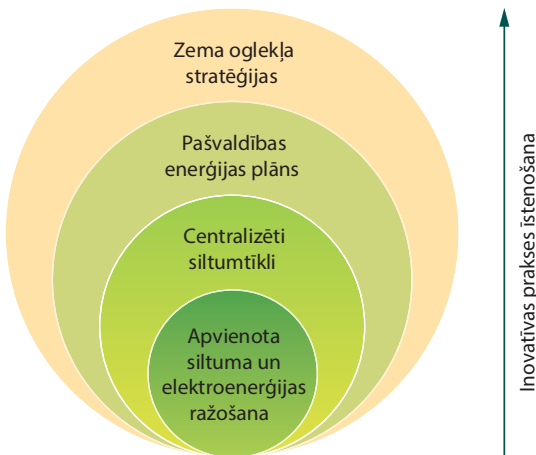 Zema oglekļa
stratēģijas
Pašvaldības
enerģijas plāns
Centralizēti
siltumtīkli
Apvienota
siltuma un
elektroenerģijas
ražošana
Inovatīvas prakses īstenošana